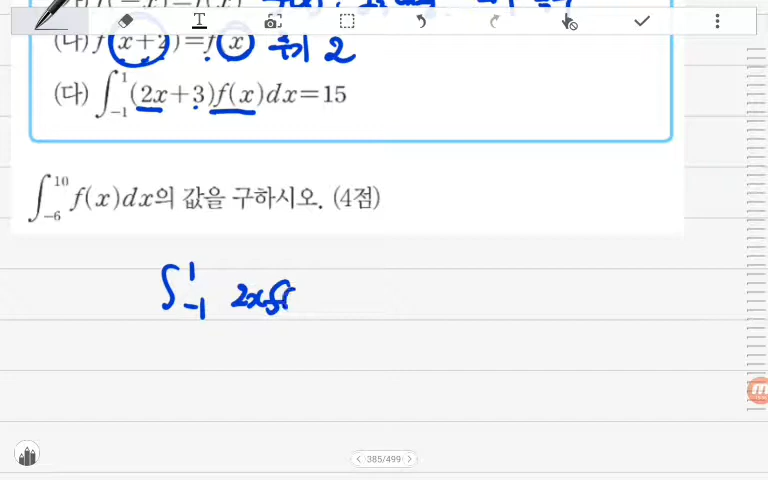 (나) f(x+2)=f(x) 주기 2
(다) ∫_{-1}^{1}(2x+3)f(x)dx=15
∫_{-6}^{10} f(x)dx의 값을 구하시오. (4점)
∫_{-1}^{1} 2xf
385/499